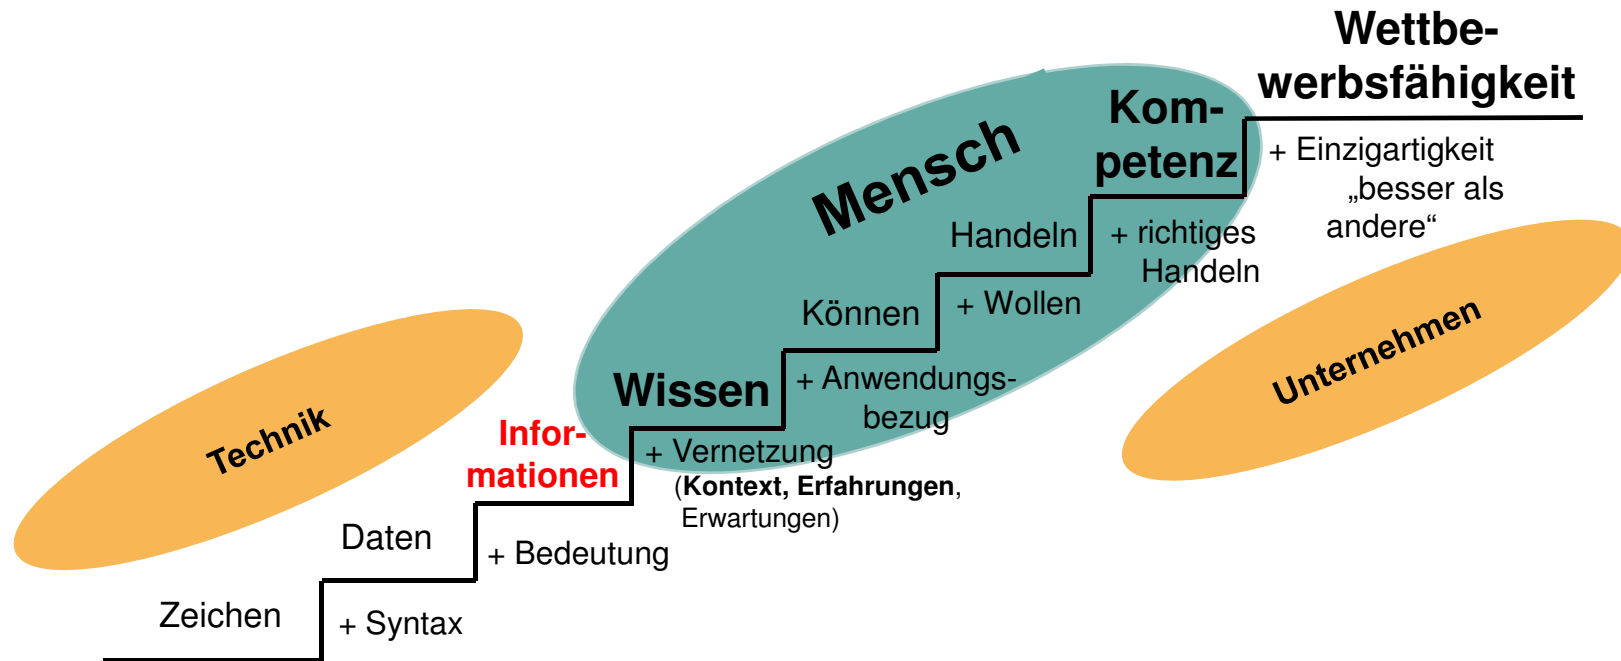 Wettbe-
werbsfähigkeit
+ Einzigartigkeit
„besser als
andere“
Kom-
petenz
+ richtiges
Handeln
Mensch
Handeln
+ Wollen
Können
+ Anwendungs-
bezug
Wissen
+ Vernetzung
(Kontext, Erfahrungen,
Erwartungen)
Infor-
mationen
+ Bedeutung
Daten
+ Syntax
Zeichen
Technik
Unternehmen